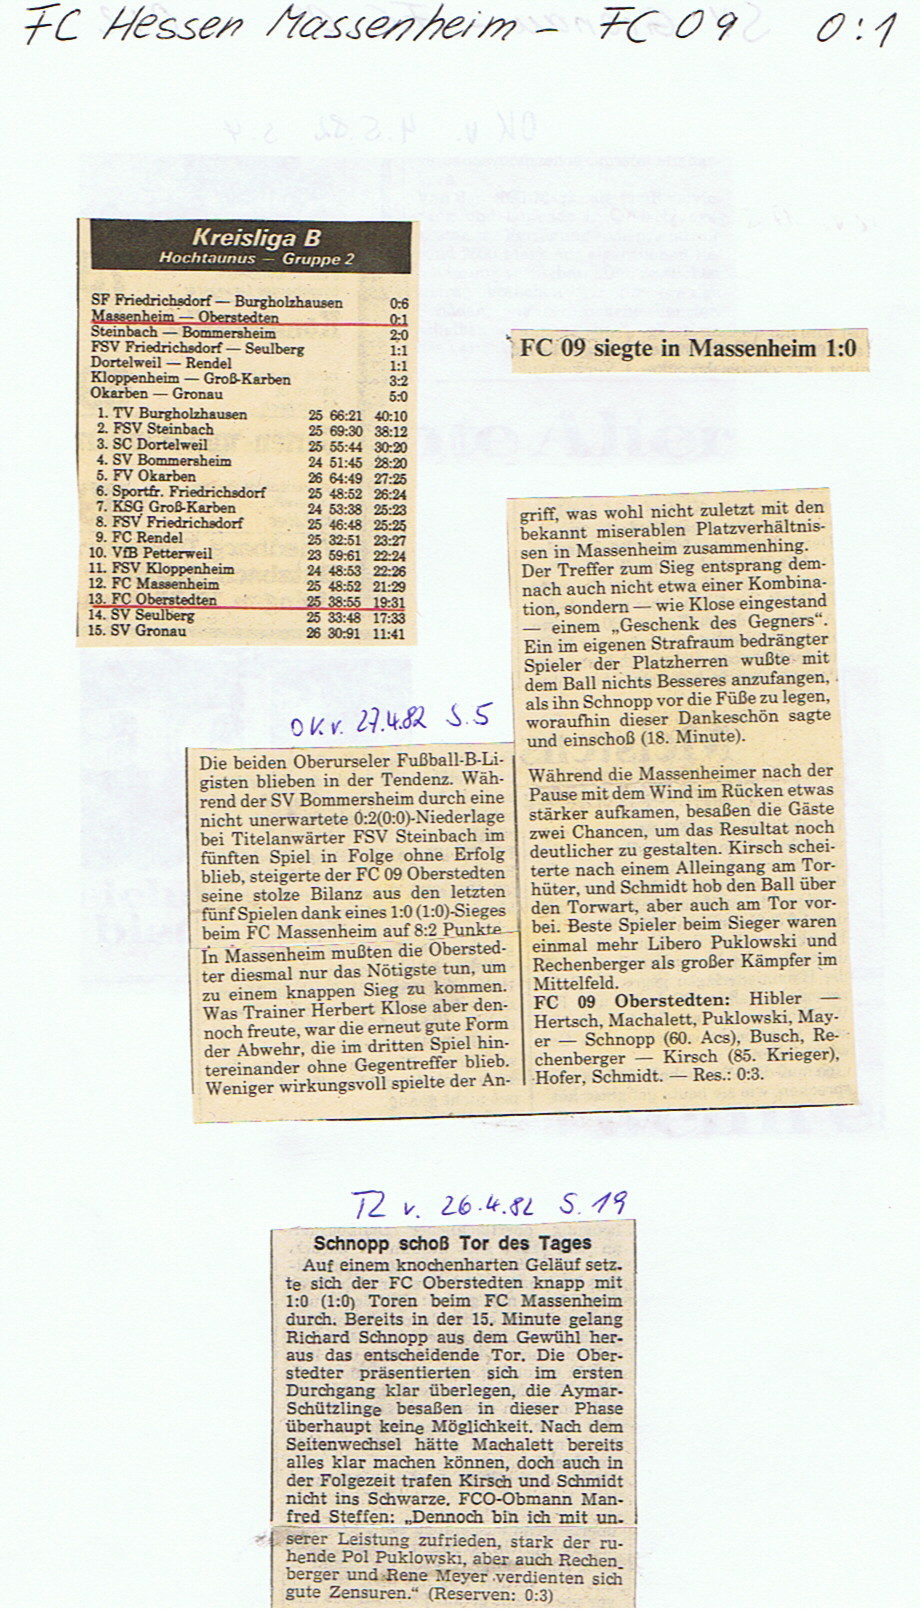 FC Hessen Massenheim - FC 09 0:1
Kreisliga B
Hochtaunus — Gruppe 2
SF Friedrichsdorf — Burgholzhausen 0:6
Massenheim — Oberstedten 0:1
Steinbach — Bommersheim 2:0
FSV Friedrichsdorf — Seulberg 1:1
Dortelweil — Rendel 1:1
Kloppenheim — Groß-Karben 3:2
Okarben — Gronau 5:0
1. TV Burgholzhausen 25 66:21 40:10
2. FSV Steinbach 25 69:30 38:12
3. SC Dortelweil 25 55:44 30:20
4. SV Bommersheim 24 51:45 28:20
5. FV Okarben 26 64:49 27:25
6. Sportfr. Friedrichsdorf 25 48:52 26:24
7. KSG Groß-Karben 24 53:38 25:23
8. FSV Friedrichsdorf 25 46:48 25:25
9. FC Rendel 25 32:51 23:27
10. VfB Petterweil 23 59:61 22:24
11. FSV Kloppenheim 24 48:53 22:26
12. FC Massenheim 25 48:52 21:29
13. FC Oberstedten 25 38:55 19:31
14. SV Seulberg 25 33:48 17:33
15. SV Gronau 26 30:91 11:41
FC 09 siegte in Massenheim 1:0
OK v. 27.4.82 S.5
Die beiden Oberurseler Fußball-B-Li-
gisten blieben in der Tendenz. Wäh-
rend der SV Bommersheim durch eine
nicht unerwartete 0:2(0:0)-Niederlage
bei Titelanwärter FSV Steinbach im
fünften Spiel in Folge ohne Erfolg
blieb, steigerte der FC 09 Oberstedten
seine stolze Bilanz aus den letzten
fünf Spielen dank eines 1:0 (1:0)-Sieges
beim FC Massenheim auf 8:2 Punkte
In Massenheim mußten die Oberstedten
ter diesmal nur das Nötigste tun, um
zu einem knappen Sieg zu kommen.
Was Trainer Herbert Klose aber den-
noch freute, war die erneut gute Form
der Abwehr, die im dritten Spiel hin-
tereinander ohne Gegentreffer blieb.
Weniger wirkungsvoll spielte der An-
griff, was wohl nicht zuletzt mit den
bekannt miserablen Platzverhältnis-
sen in Massenheim zusammenhing.
Der Treffer zum Sieg entsprang dem-
nach auch nicht etwa einer Kombina-
tion, sondern — wie Klose eingestand
— einem „Geschenk des Gegners".
Ein im eigenen Strafraum bedrängter
Spieler der Platzherren wußte mit
dem Ball nichts Besseres anzufangen,
als ihn Schnopp vor die Füße zu legen,
woraufhin dieser Dankeschön sagte
und einschoß (18. Minute).
Während die Massenheimer nach der
Pause mit dem Wind im Rücken etwas
stärker aufkamen, besaßen die Gäste
zwei Chancen, um das Resultat noch
deutlicher zu gestalten. Kirsch schei-
terte nach einem Alleingang am Tor-
hüter, und Schmidt hob den Ball über
den Torwart, aber auch am Tor vor-
bei. Beste Spieler beim Sieger waren
einmal mehr Libero Puklowski und
Rechenberger als großer Kämpfer im
Mittelfeld.
FC 09 Oberstedten: Hibler —
Hertsch, Machalett, Puklowski, May-
er — Schnopp (60. Acs), Busch, Re-
chenberger — Kirsch (85. Krieger),
Hofer, Schmidt. — Res.: 0:3.
TZ v. 26.4.82 S.19
Schnopp schoß Tor des Tages
Auf einem knochenharten Geläuf setz-
te sich der FC Oberstedten knapp mit
1:0 (1:0) Toren beim FC Massenheim
durch. Bereits in der 15. Minute gelang
Richard Schnopp aus dem Gewühl her-
aus das entscheidende Tor. Die Ober-
stedter präsentierten sich im ersten
Durchgang klar überlegen, die Aymar-
Schützlinge besaßen in dieser Phase
überhaupt keine Möglichkeit. Nach dem
Seitenwechsel hätte Machalett bereits
alles klar machen können, doch auch in
der Folgezeit trafen Kirsch und Schmidt
nicht ins Schwarze. FCO-Obmann Man-
fred Steffen: „Dennoch bin ich mit un-
serer Leistung zufrieden, stark der ru-
hende Pol Puklowski, aber auch Rechen-
berger und Rene Meyer verdienten sich
gute Zensuren." (Reserven: 0:3)